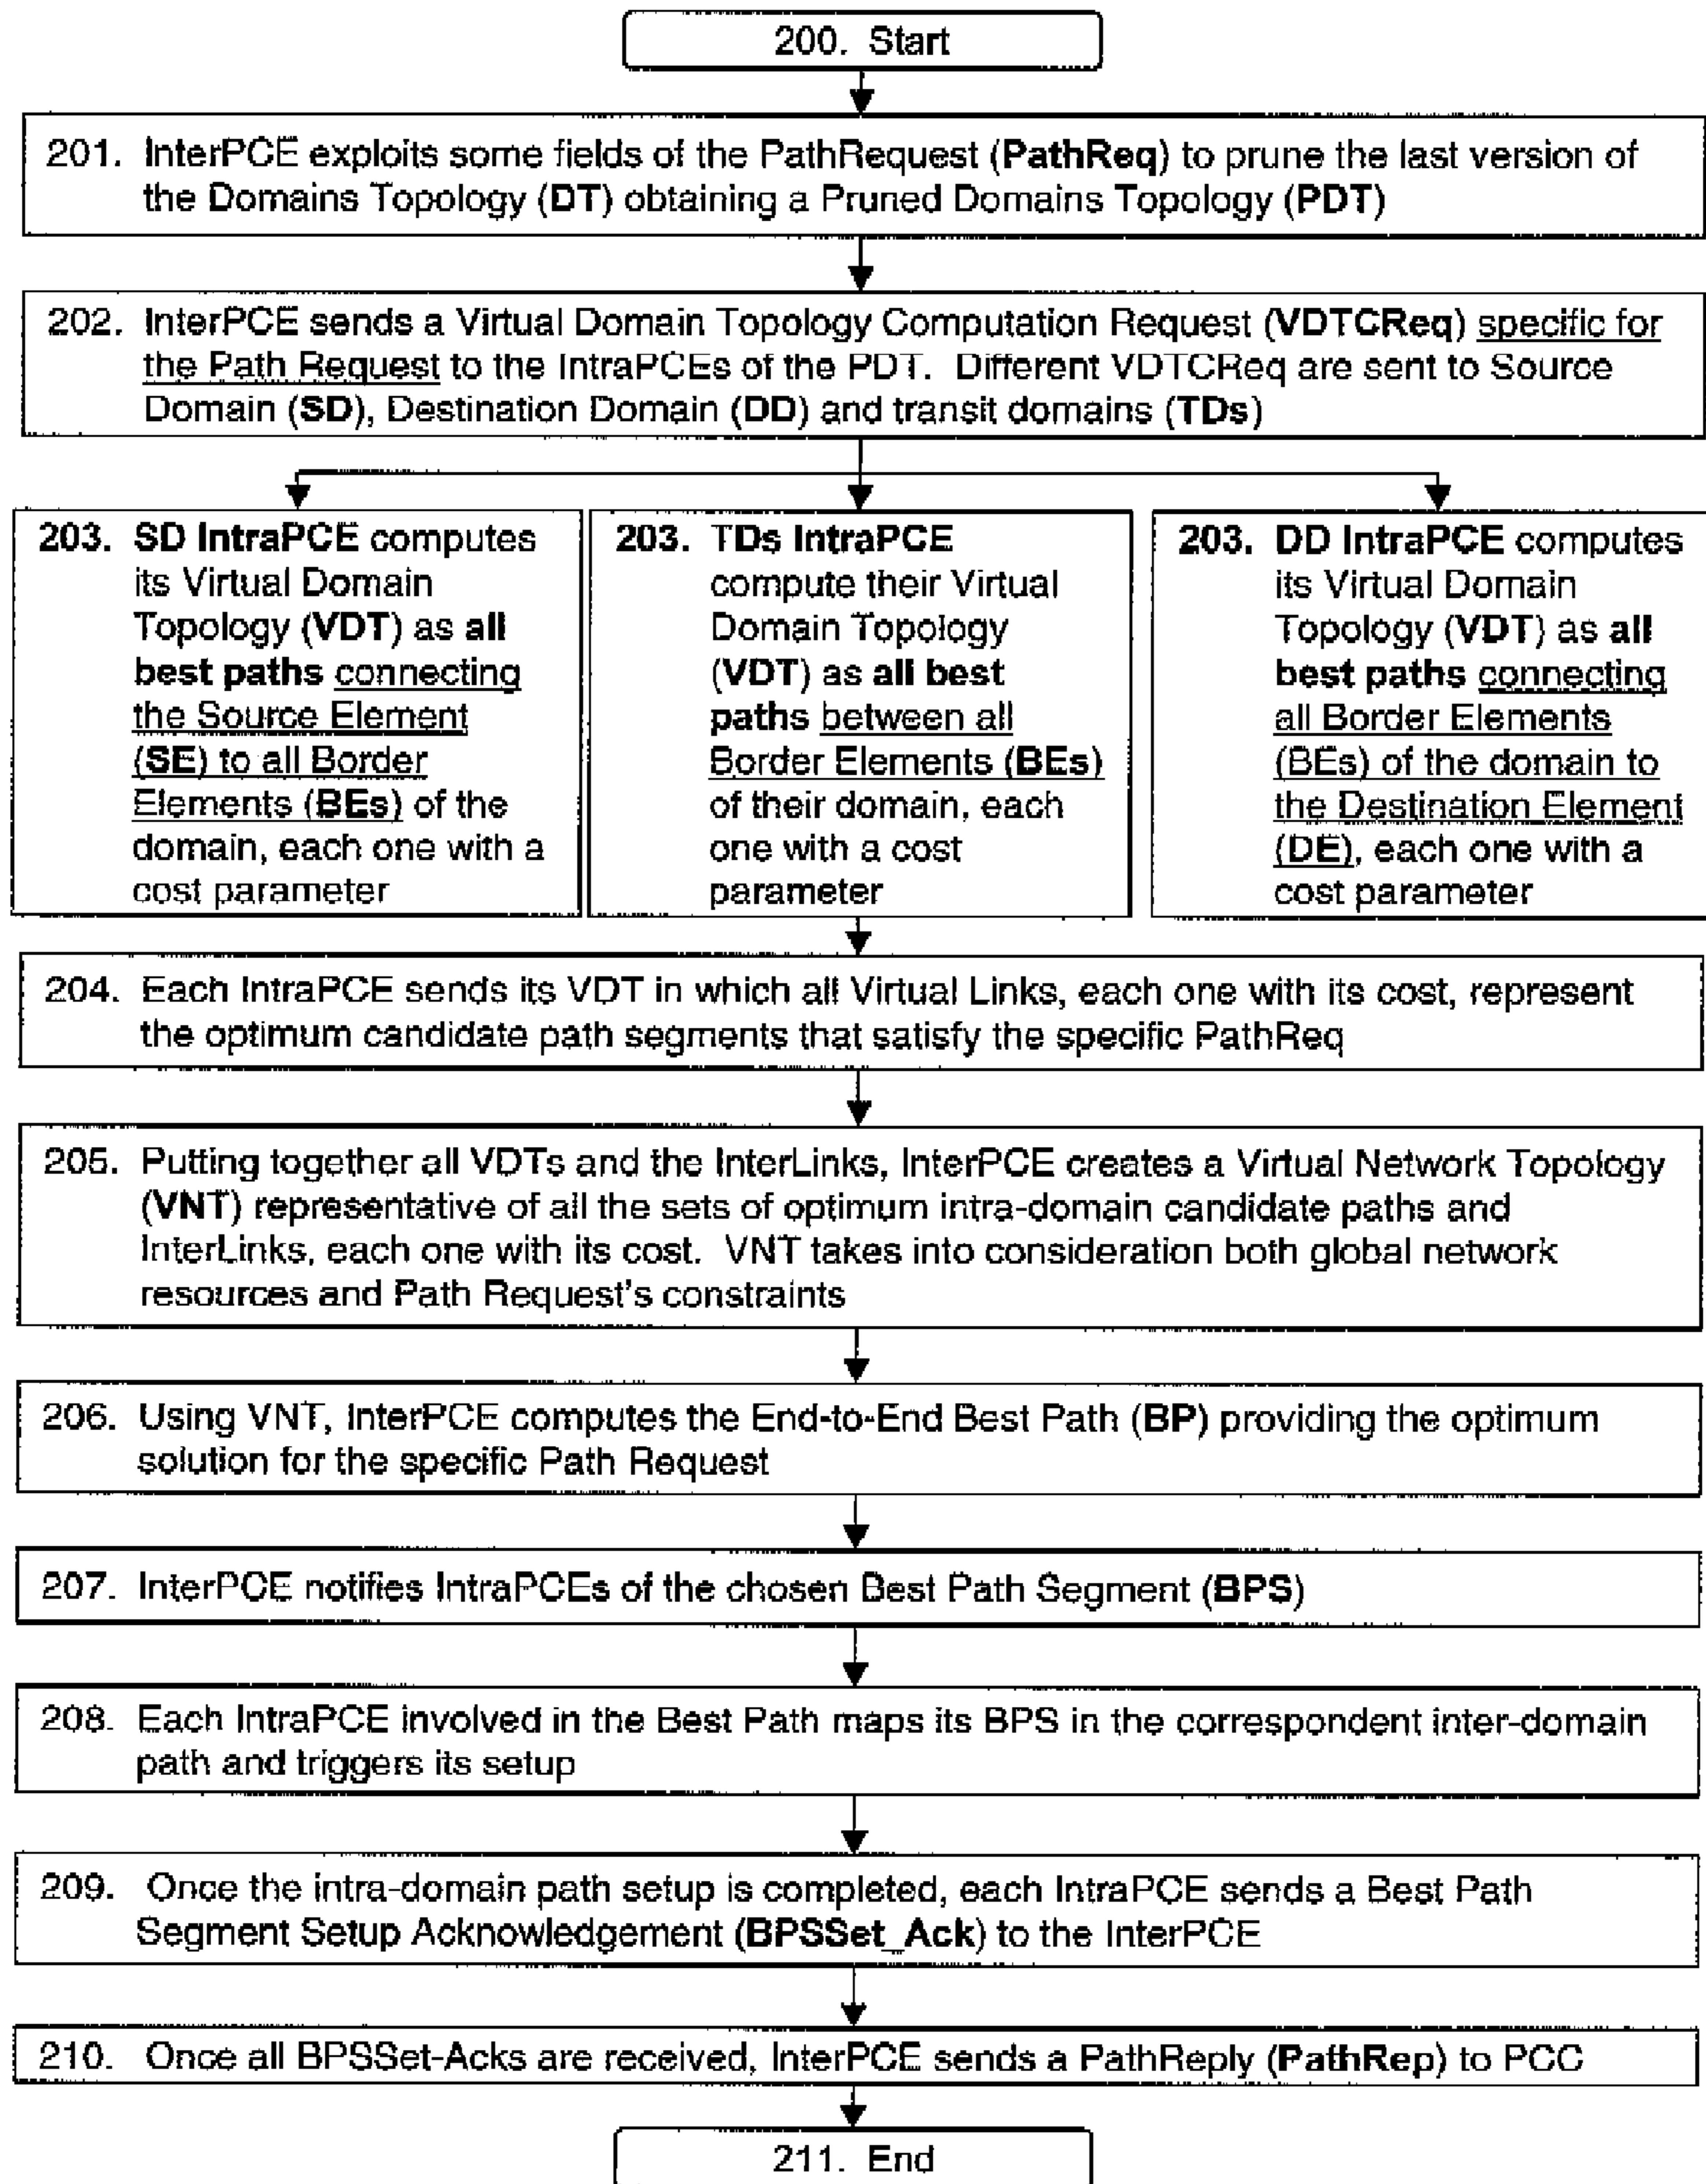 200. Start
201. InterPCE exploits some fields of the PathRequest (PathReq) to prune the last version of
the Domains Topology (DT) obtaining a Pruned Domains Topology (PDT)
202. InterPCE sends a Virtual Domain Topology Computation Request (VDTCReq) specific for
the Path Request to the IntraPCEs of the PDT. Different VDTCReq are sent to Source
Domain (SD), Destination Domain (DD) and transit domains (TDs)
203. SD IntraPCE computes
its Virtual Domain
Topology (VDT) as all
best paths connecting
the Source Element
(SE) to all Border
Elements (BEs) of the
domain, each one with a
cost parameter
203. TDs IntraPCE
compute their Virtual
Domain Topology
(VDT) as all best
paths between all
Border Elements (BEs)
of their domain, each
one with a cost
parameter
203. DD IntraPCE computes
its Virtual Domain
Topology (VDT) as all
best paths connecting
all Border Elements
(BEs) of the domain to
the Destination Element
(DE), each one with a
cost parameter
204. Each IntraPCE sends its VDT in which all Virtual Links, each one with its cost, represent
the optimum candidate path segments that satisfy the specific PathReq
205. Putting together all VDTs and the InterLinks, InterPCE creates a Virtual Network Topology
(VNT) representative of all the sets of optimum intra-domain candidate paths and
InterLinks, each one with its cost. VNT takes into consideration both global network
resources and Path Request's constraints
206. Using VNT, InterPCE computes the End-to-End Best Path (BP) providing the optimum
solution for the specific Path Request
207. InterPCE notifies IntraPCEs of the chosen Best Path Segment (BPS)
208. Each IntraPCE involved in the Best Path maps its BPS in the correspondent inter-domain
path and triggers its setup
209. Once the intra-domain path setup is completed, each IntraPCE sends a Best Path
Segment Setup Acknowledgement (BPSSet_Ack) to the InterPCE
210. Once all BPSSet-Acks are received, InterPCE sends a PathReply (PathRep) to PCC
211. End